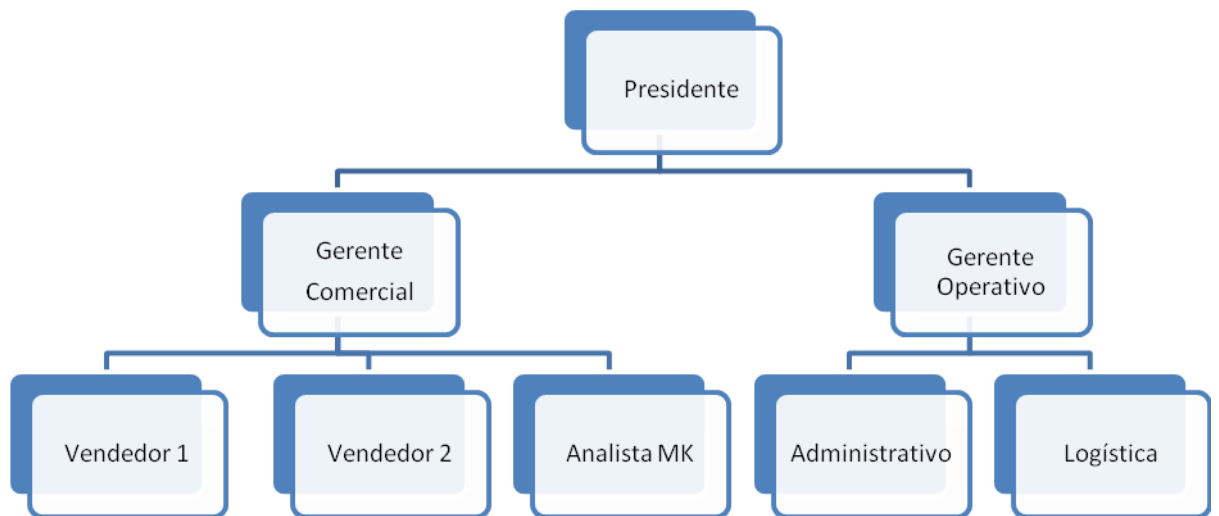 Presidente
Gerente
Comercial
Gerente
Operativo
Vendedor 1
Vendedor 2
Analista MK
Administrativo
Logística